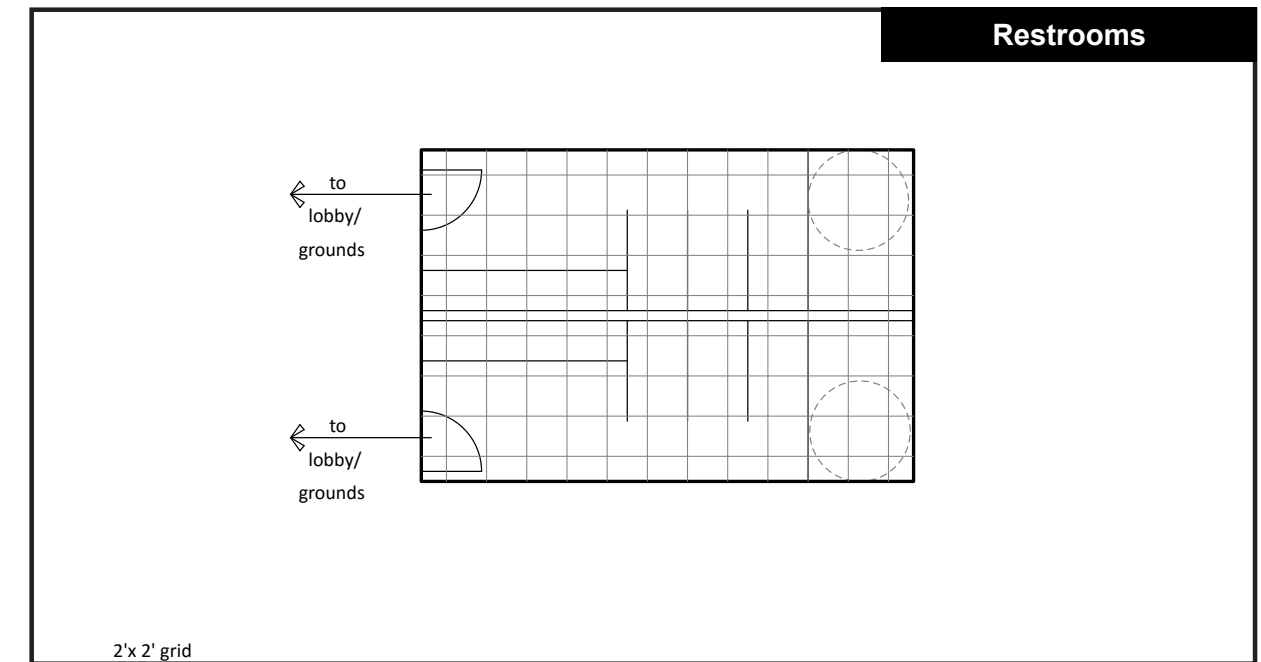 Restrooms
to
lobby/
grounds
to
lobby/
grounds
2'x 2' grid